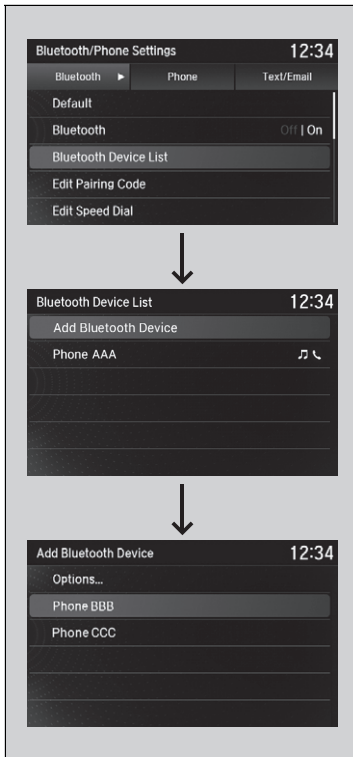 Bluetooth/Phone Settings 12:34
Bluetooth Phone Text/Email
Default
Bluetooth Off | On
Bluetooth Device List
Edit Pairing Code
Edit Speed Dial
Bluetooth Device List 12:34
Add Bluetooth Device
Phone AAA
Add Bluetooth Device 12:34
Options...
Phone BBB
Phone CCC